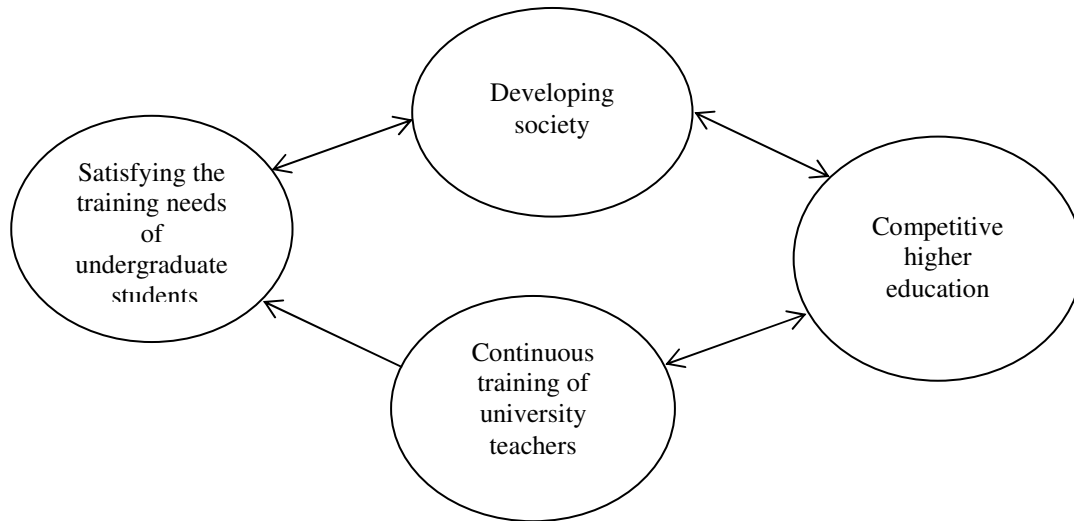 Developing
society
Satisfying the
training needs
of
undergraduate
students
Competitive
higher
education
Continuous
training of
university
teachers